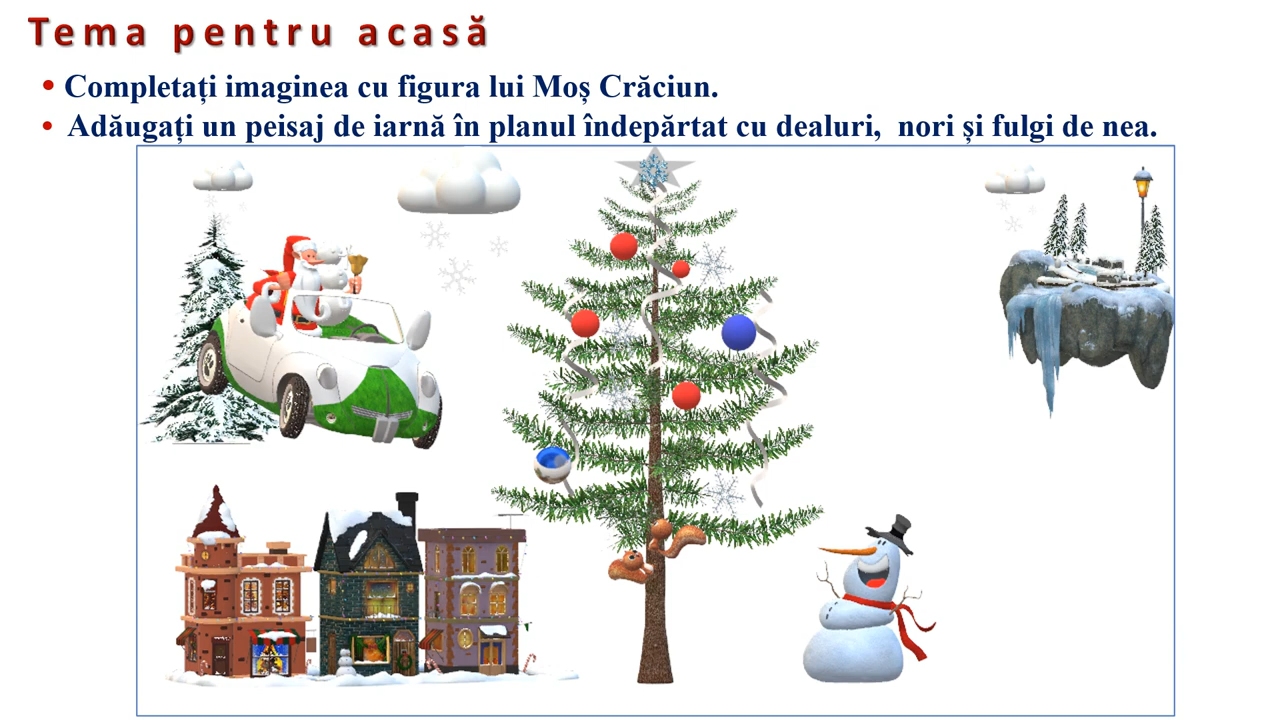 Tema pentru acasă
• Completați imaginea cu figura lui Moș Crăciun.
• Adăugați un peisaj de iarnă în planul îndepărtat cu dealuri, nori și fulgi de nea.